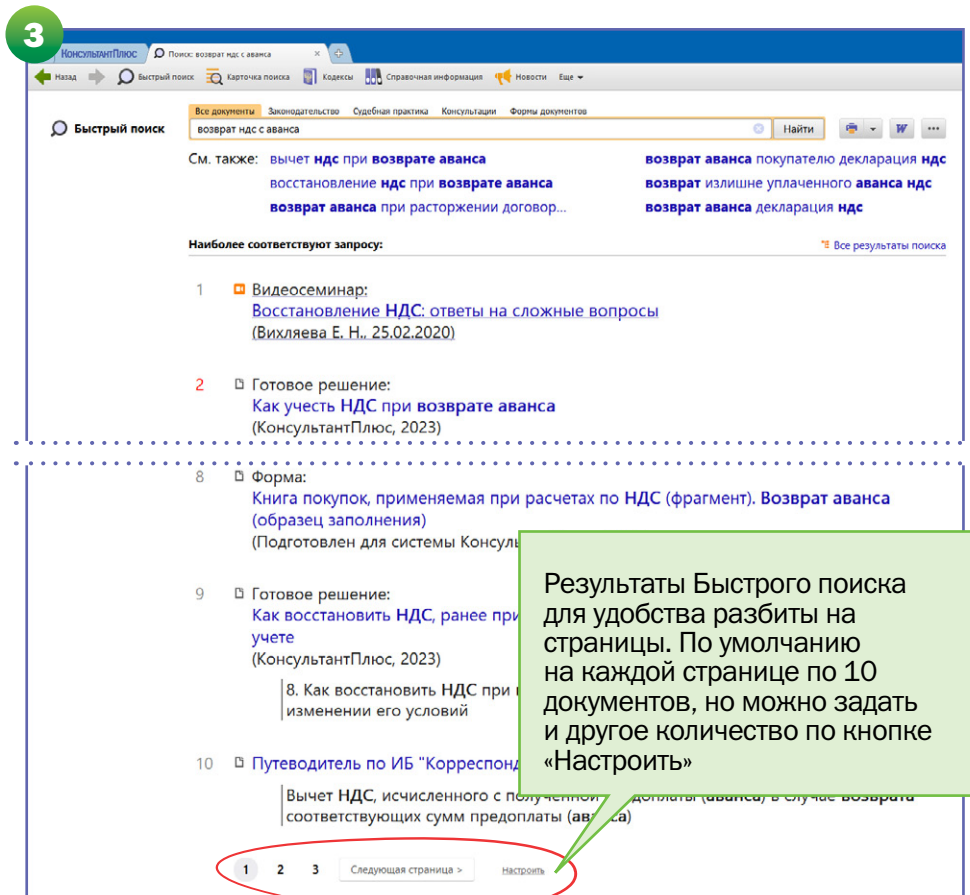 3
КонсультантПлюс
Поиск: возврат ндс с аванса
× +
Назад Быстрый поиск Карточка поиска Кодексы Справочная информация Новости Еще
Все документы Законодательство Судебная практика Консультации Формы документов
Быстрый поиск возврат ндс с аванса Найти W ...
См. также: вычет ндс при возврате аванса возврат аванса покупателю декларация ндс
восстановление ндс при возврате аванса возврат излишне уплаченного аванса ндс
возврат аванса при расторжении договор... возврат аванса декларация ндс
Наиболее соответствуют запросу: Все результаты поиска
1 Видеосеминар:
Восстановление НДС: ответы на сложные вопросы
(Вихляева Е. Н.. 25.02.2020)
2 Готовое решение:
Как учесть НДС при возврате аванса
(КонсультантПлюс, 2023)
8 Форма:
Книга покупок, применяемая при расчетах по НДС (фрагмент). Возврат аванса
(образец заполнения)
(Подготовлен для системы Консуль
9 Готовое решение:
Как восстановить НДС, ранее при
учете
(КонсультантПлюс, 2023)
8. Как восстановить НДС при
изменении его условий
10 Путеводитель по ИБ "Корреспонд
Вычет НДС, исчисленного с полученной доплаты (аванса) в случае возврата
соответствующих сумм предоплаты (аванса)
1 2 3 Следующая страница > Настроить
Результаты Быстрого поиска
для удобства разбиты на
страницы. По умолчанию
на каждой странице по 10
документов, но можно задать
и другое количество по кнопке
«Настроить»